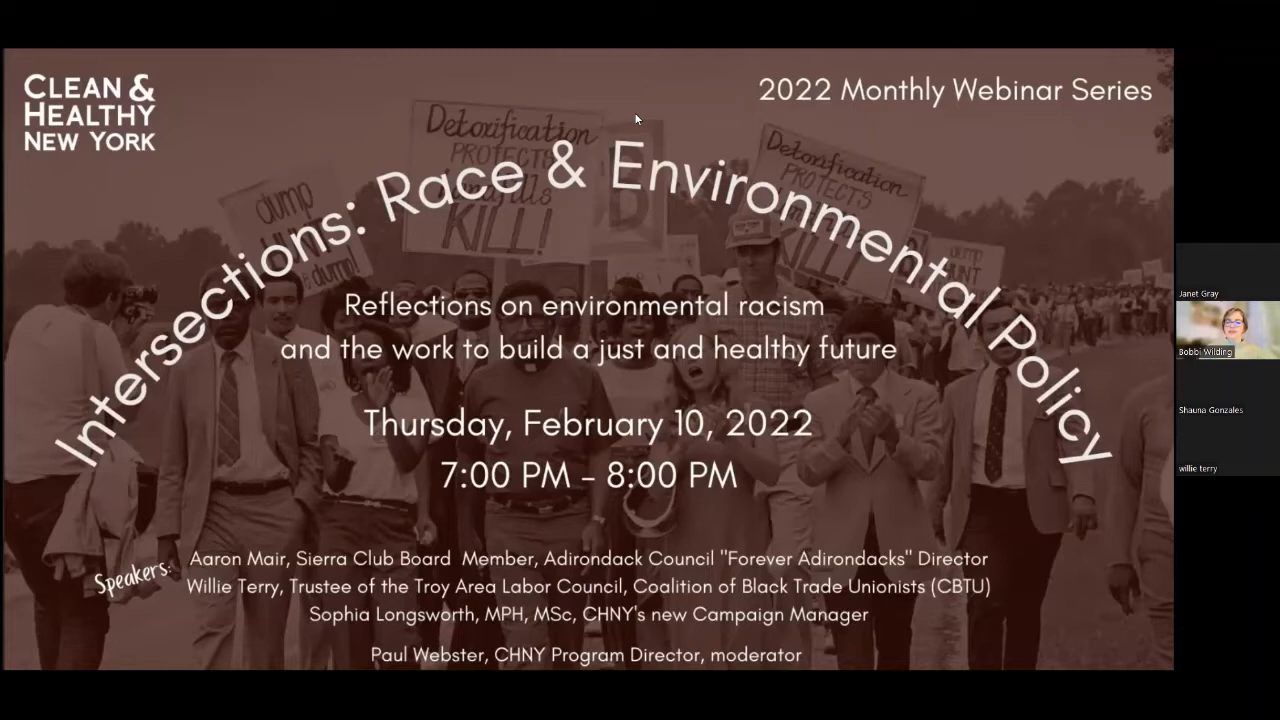 CLEAN &
HEALTHY
NEW YORK
2022 Monthly Webinar Series
Intersections: Race & Environmental Policy
Detoxification
PROTECTS
KILL!
Detoxification
PROTECTS
KILL!
dump
dump!
dump
Reflections on environmental racism
and the work to build a just and healthy future
Thursday, February 10, 2022
7:00 PM - 8:00 PM
Speakers:
Aaron Mair, Sierra Club Board Member, Adirondack Council "Forever Adirondacks" Director
Willie Terry, Trustee of the Troy Area Labor Council, Coalition of Black Trade Unionists (CBTU)
Sophia Longsworth, MPH, MSc, CHNY's new Campaign Manager
Paul Webster, CHNY Program Director, moderator
Janet Gray
Bobbi Wilding
Shauna Gonzales
willie terry